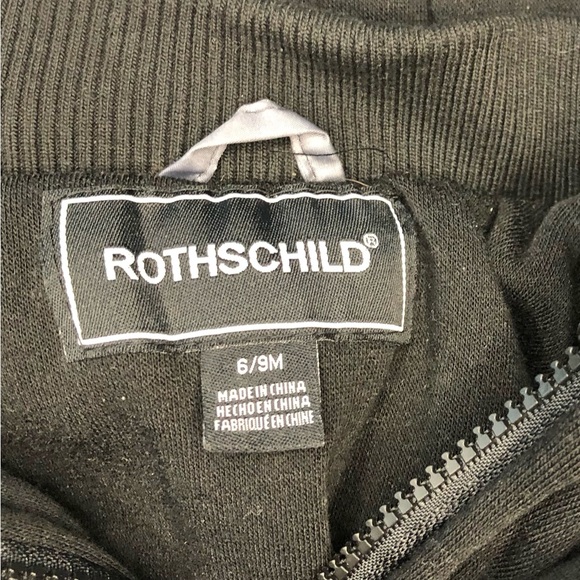 ROTHSCHILD®
6/9M
MADE IN CHINA
HECHO EN CHINA
FABRIQUÉ EN CHINE